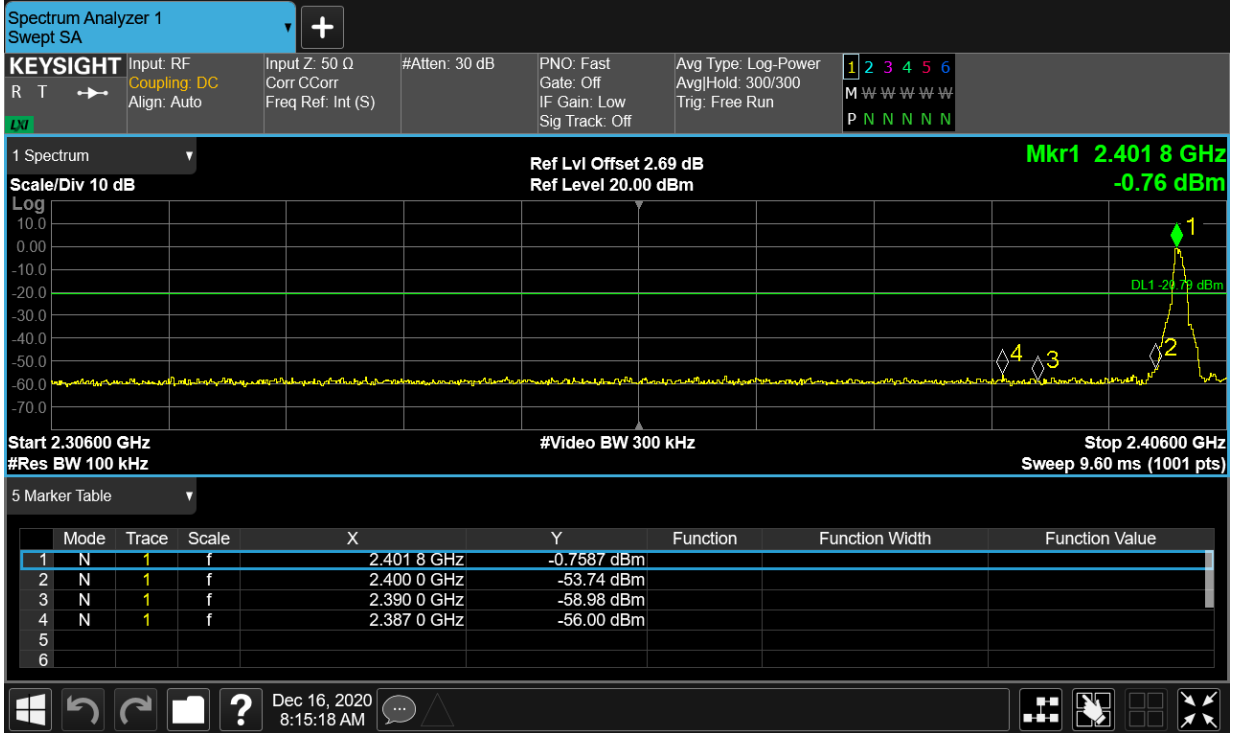 Spectrum Analyzer 1
Swept SA
KEYSIGHT
R T
LXI
Input: RF
Coupling: DC
Align: Auto
Input Z: 50 Ω
Corr CCorr
Freq Ref: Int (S)
#Atten: 30 dB
PNO: Fast
Gate: Off
IF Gain: Low
Sig Track: Off
Avg Type: Log-Power
Avg|Hold: 300/300
Trig: Free Run
1 2 3 4 5 6
M W W W W W
P N N N N N
1 Spectrum
Scale/Div 10 dB
Ref Lvl Offset 2.69 dB
Ref Level 20.00 dBm
Mkr1 2.401 8 GHz
-0.76 dBm
Log
10.0
0.00
-10.0
-20.0
-30.0
-40.0
-50.0
-60.0
-70.0
1
DL1 -20.79 dBm
4
3
2
Start 2.30600 GHz
#Video BW 300 kHz
Stop 2.40600 GHz
#Res BW 100 kHz
Sweep 9.60 ms (1001 pts)
5 Marker Table
Mode Trace Scale X Y Function Function Width Function Value
1 N 1 f 2.401 8 GHz -0.7587 dBm
2 N 1 f 2.400 0 GHz -53.74 dBm
3 N 1 f 2.390 0 GHz -58.98 dBm
4 N 1 f 2.387 0 GHz -56.00 dBm
5
6
?
Dec 16, 2020
8:15:18 AM